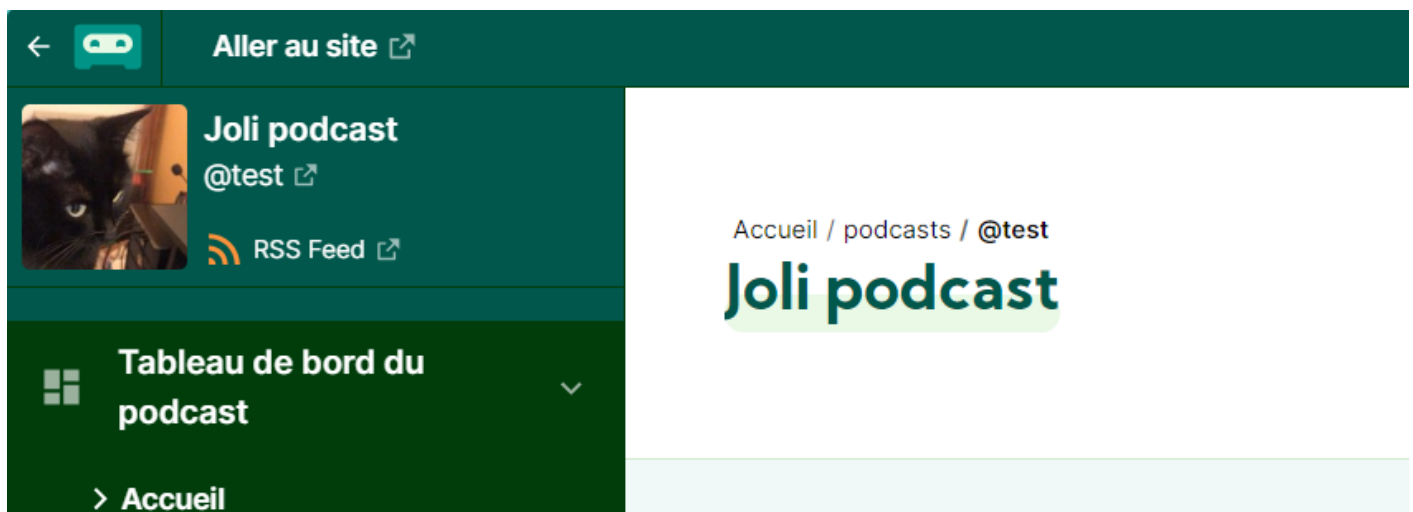 Aller au site
Joli podcast
@test
RSS Feed
Accueil / podcasts / @test
Joli podcast
Tableau de bord du
podcast
Accueil